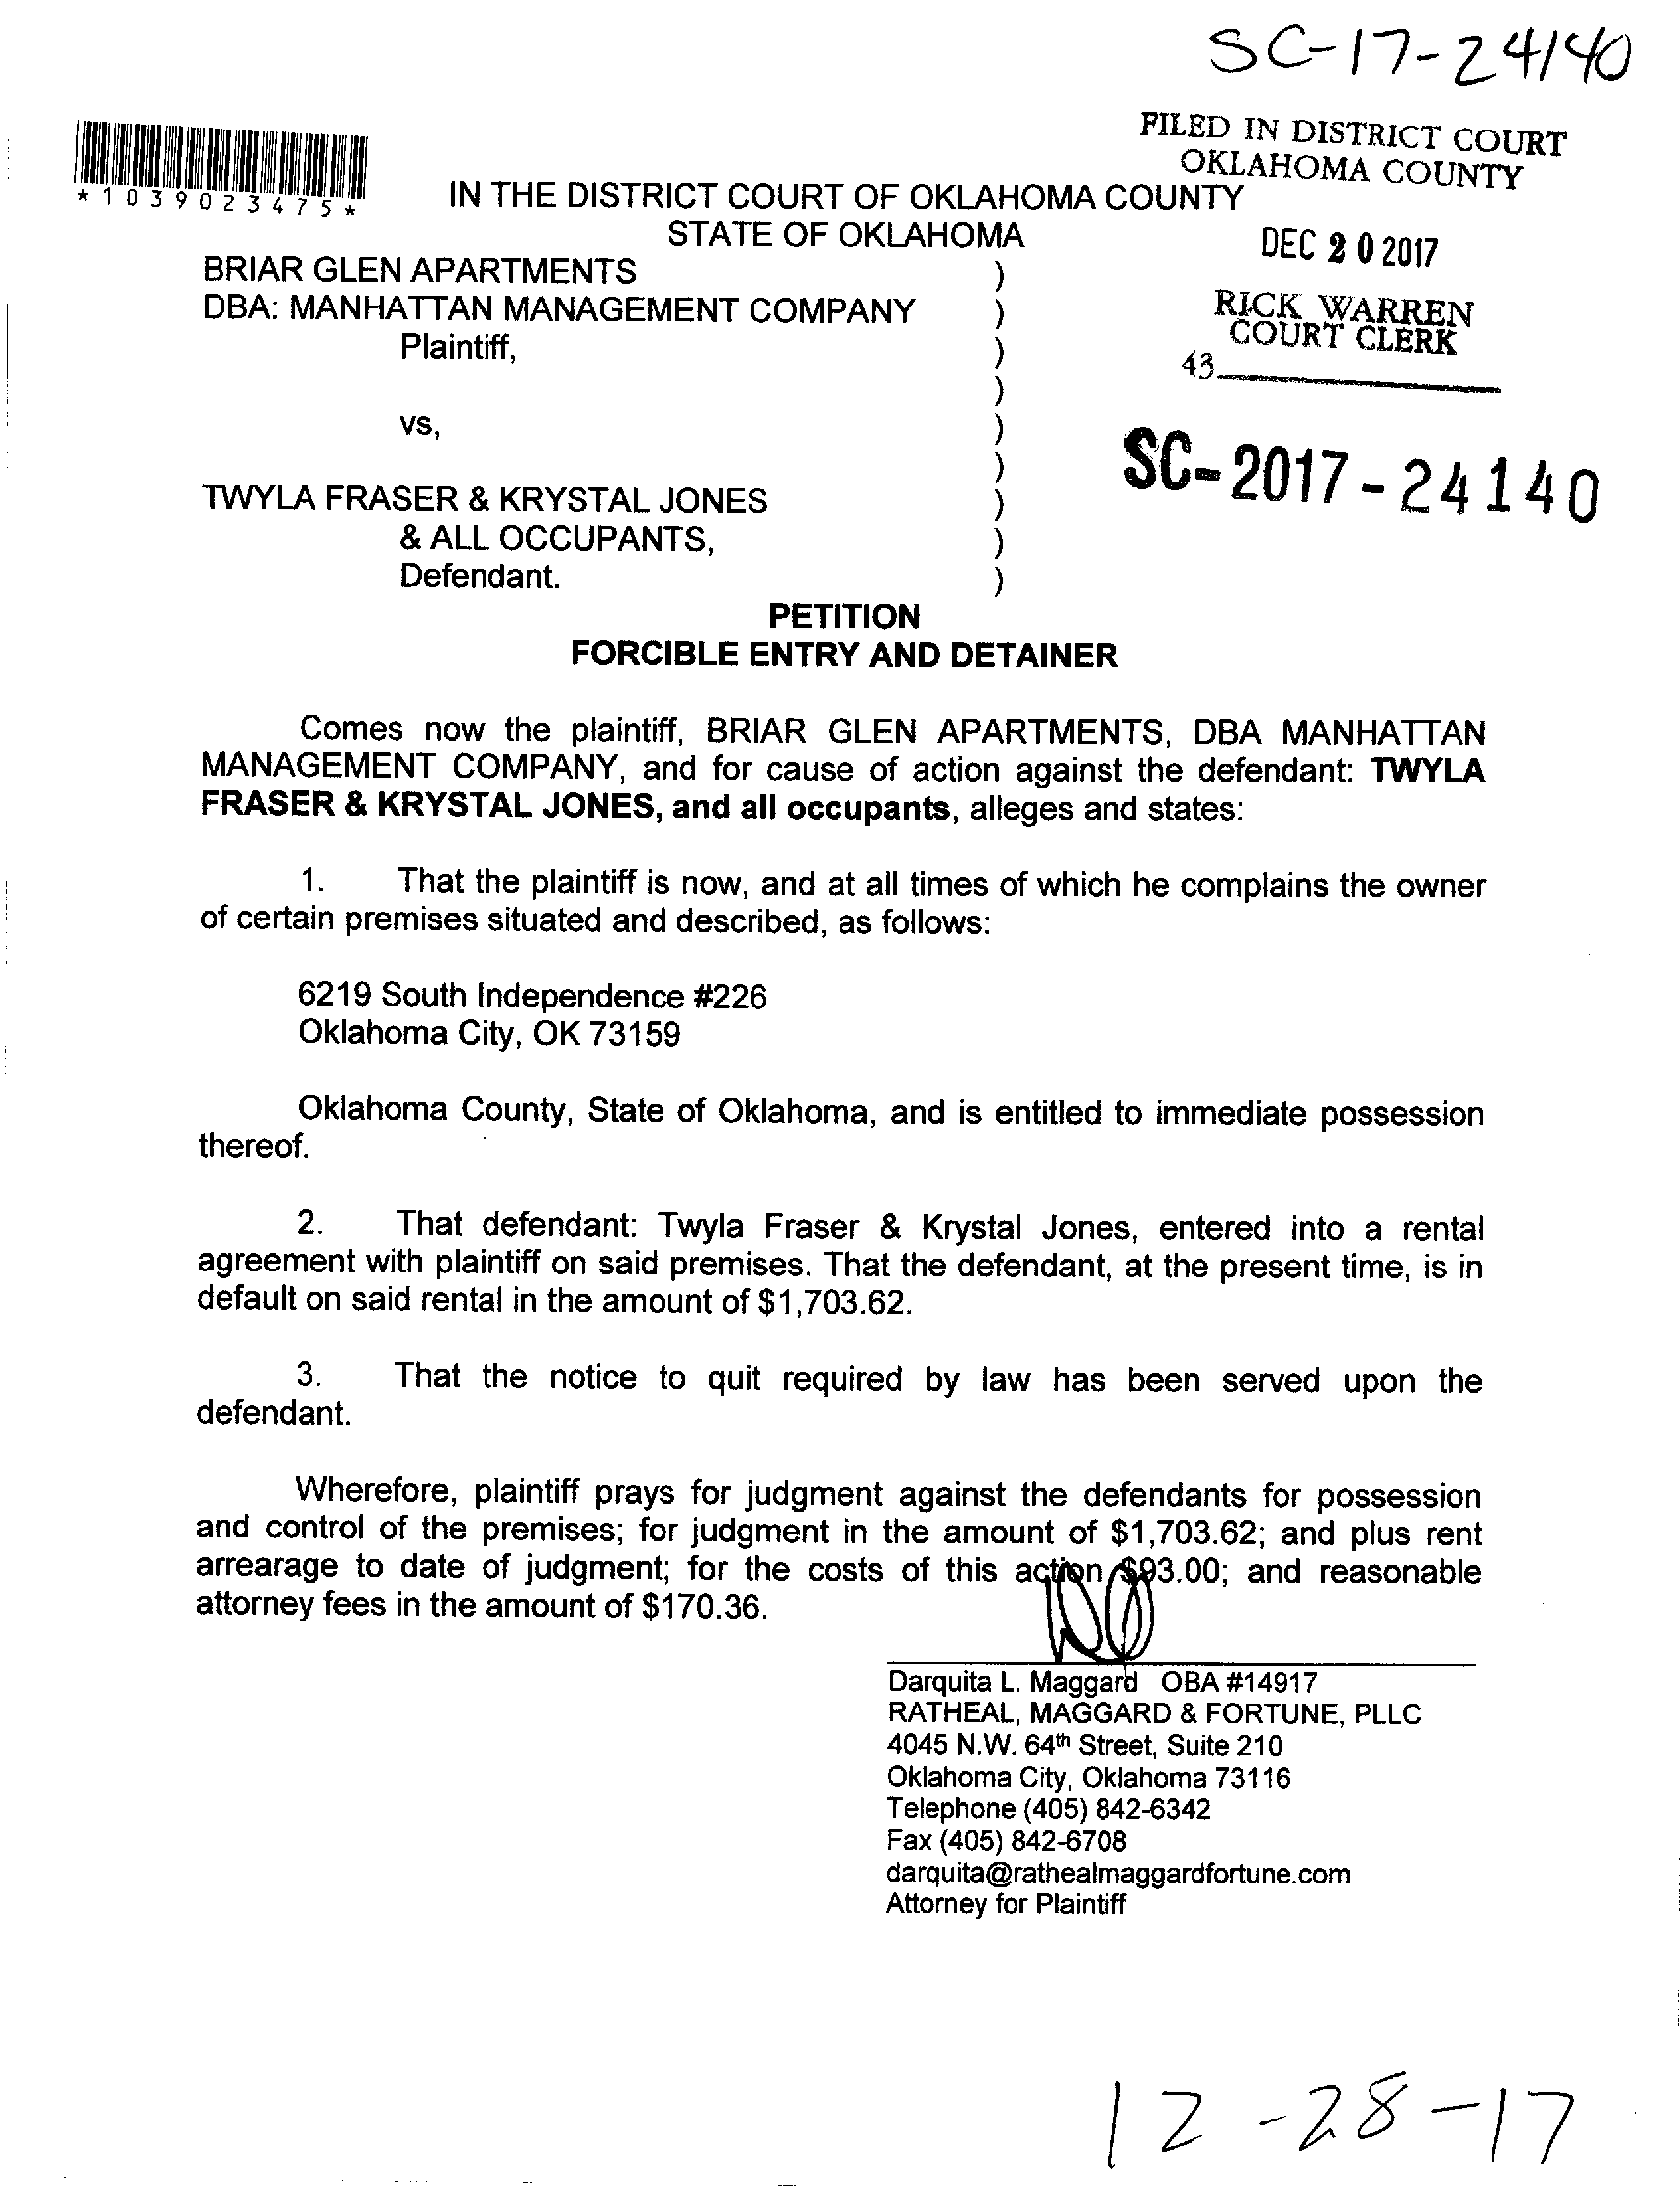 SC-17-24140
FILED IN DISTRICT COURT
OKLAHOMA COUNTY
*1039023475*
IN THE DISTRICT COURT OF OKLAHOMA COUNTY
STATE OF OKLAHOMA
DEC 20 2017
BRIAR GLEN APARTMENTS )
DBA: MANHATTAN MANAGEMENT COMPANY )
RICK WARREN
COURT CLERK
Plaintiff, )
43
)
vs, )
)
SC-2017-24140
TWYLA FRASER & KRYSTAL JONES )
& ALL OCCUPANTS, )
Defendant. )
PETITION
FORCIBLE ENTRY AND DETAINER
Comes now the plaintiff, BRIAR GLEN APARTMENTS, DBA MANHATTAN
MANAGEMENT COMPANY, and for cause of action against the defendant: TWYLA
FRASER & KRYSTAL JONES, and all occupants, alleges and states:
1. That the plaintiff is now, and at all times of which he complains the owner
of certain premises situated and described, as follows:
6219 South Independence #226
Oklahoma City, OK 73159
Oklahoma County, State of Oklahoma, and is entitled to immediate possession
thereof.
2. That defendant: Twyla Fraser & Krystal Jones, entered into a rental
agreement with plaintiff on said premises. That the defendant, at the present time, is in
default on said rental in the amount of $1,703.62.
3. That the notice to quit required by law has been served upon the
defendant.
Wherefore, plaintiff prays for judgment against the defendants for possession
and control of the premises; for judgment in the amount of $1,703.62; and plus rent
arrearage to date of judgment; for the costs of this action $93.00; and reasonable
attorney fees in the amount of $170.36.
Darquita L. Maggard OBA #14917
RATHEAL, MAGGARD & FORTUNE, PLLC
4045 N.W. 64th Street, Suite 210
Oklahoma City, Oklahoma 73116
Telephone (405) 842-6342
Fax (405) 842-6708
darquita@rathealmaggardfortune.com
Attorney for Plaintiff
12-28-17